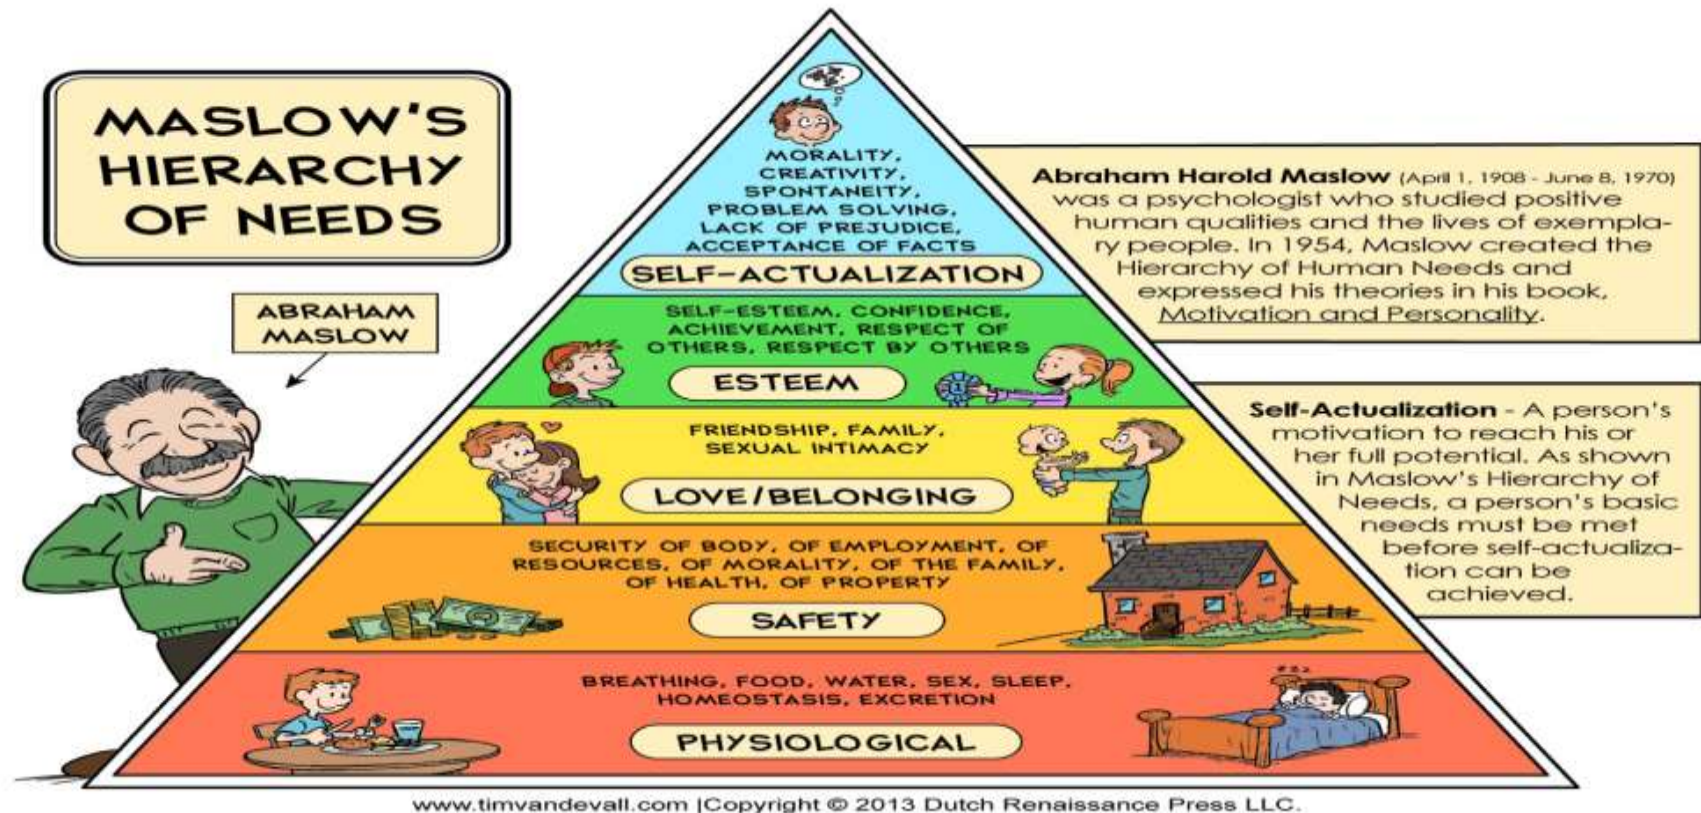 MASLOW'S
HIERARCHY
OF NEEDS
ABRAHAM
MASLOW
MORALITY,
CREATIVITY,
SPONTANEITY,
PROBLEM SOLVING,
LACK OF PREJUDICE,
ACCEPTANCE OF FACTS
SELF-ACTUALIZATION
SELF-ESTEEM, CONFIDENCE,
ACHIEVEMENT, RESPECT OF
OTHERS, RESPECT BY OTHERS
ESTEEM
FRIENDSHIP, FAMILY,
SEXUAL INTIMACY
LOVE/BELONGING
SECURITY OF BODY, OF EMPLOYMENT, OF
RESOURCES, OF MORALITY, OF THE FAMILY,
OF HEALTH, OF PROPERTY
SAFETY
BREATHING, FOOD, WATER, SEX, SLEEP,
HOMEOSTASIS, EXCRETION
PHYSIOLOGICAL
Abraham Harold Maslow (April 1, 1908 - June 8, 1970)
was a psychologist who studied positive
human qualities and the lives of exempla-
ry people. In 1954, Maslow created the
Hierarchy of Human Needs and
expressed his theories in his book,
Motivation and Personality.
Self-Actualization - A person's
motivation to reach his or
her full potential. As shown
in Maslow's Hierarchy of
Needs, a person's basic
needs must be met
before self-actualiza-
tion can be
achieved.
www.timvandevall.com |Copyright © 2013 Dutch Renaissance Press LLC.